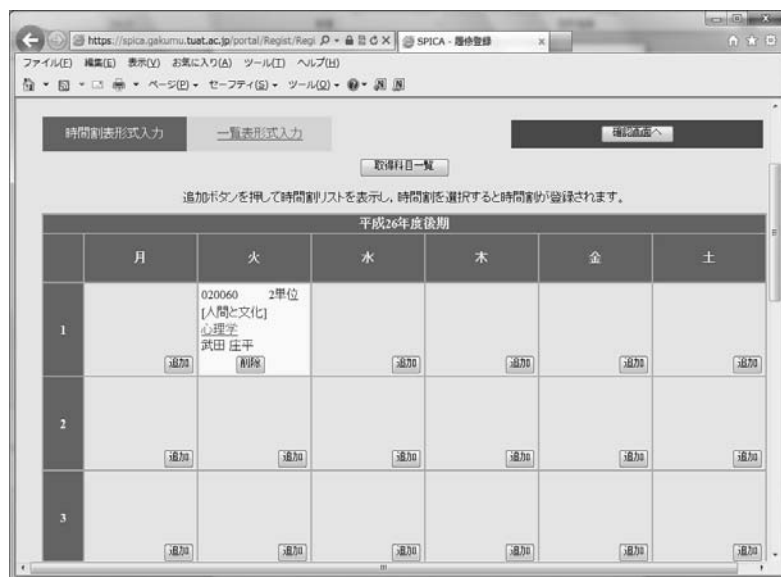 https://spica.gakumu.tuat.ac.jp/portal/Regist/Regi
SPICA - 履修登録
ファイル(F) 編集(E) 表示(V) お気に入り(A) ツール(T) ヘルプ(H)
ページ(P) セーフティ(S) ツール(O)
時間割表形式入力 一覧表形式入力 確認画面へ
取得科目一覧
追加ボタンを押して時間割リストを表示し、時間割を選択すると時間割が登録されます。
平成26年度後期
月 火 水 木 金 土
1
020060 2単位
[人間と文化]
心理学
武田 庄平
追加 削除 追加 追加 追加 追加
2
追加 追加 追加 追加 追加 追加
3
追加 追加 追加 追加 追加 追加